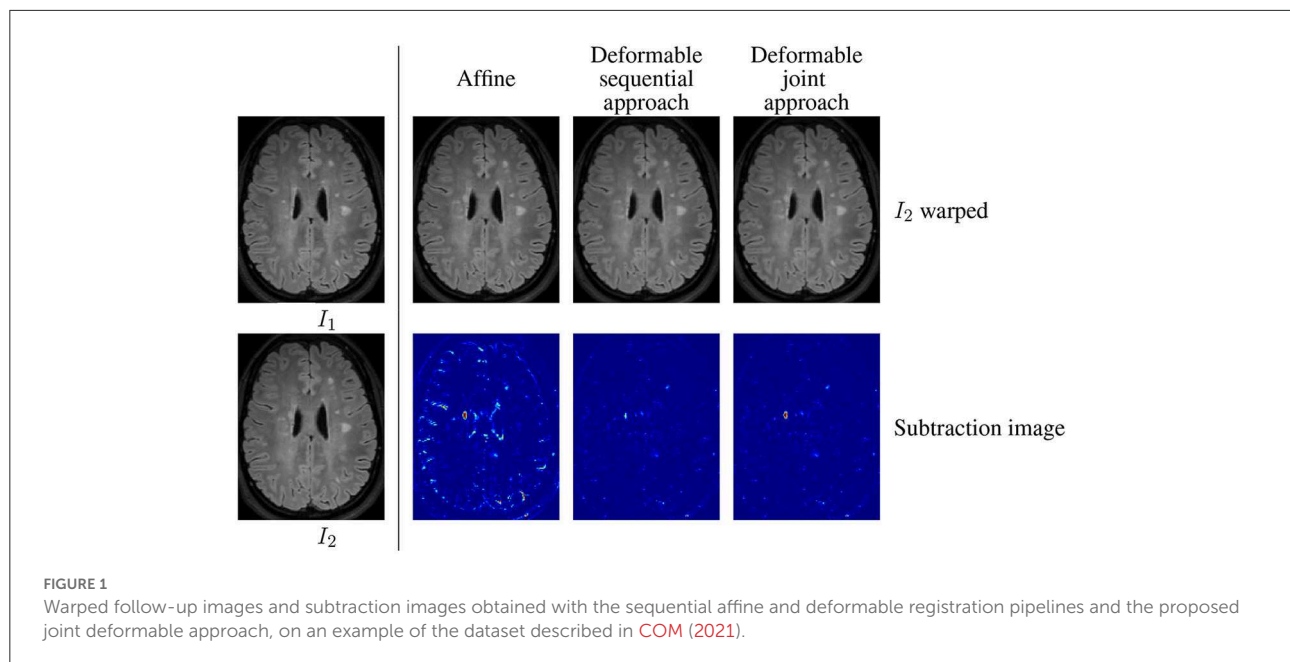 Affine
Deformable
sequential
approach
Deformable
joint
approach
I₁
I₂ warped
I₂
Subtraction image
FIGURE 1
Warped follow-up images and subtraction images obtained with the sequential affine and deformable registration pipelines and the proposed
joint deformable approach, on an example of the dataset described in COM (2021).